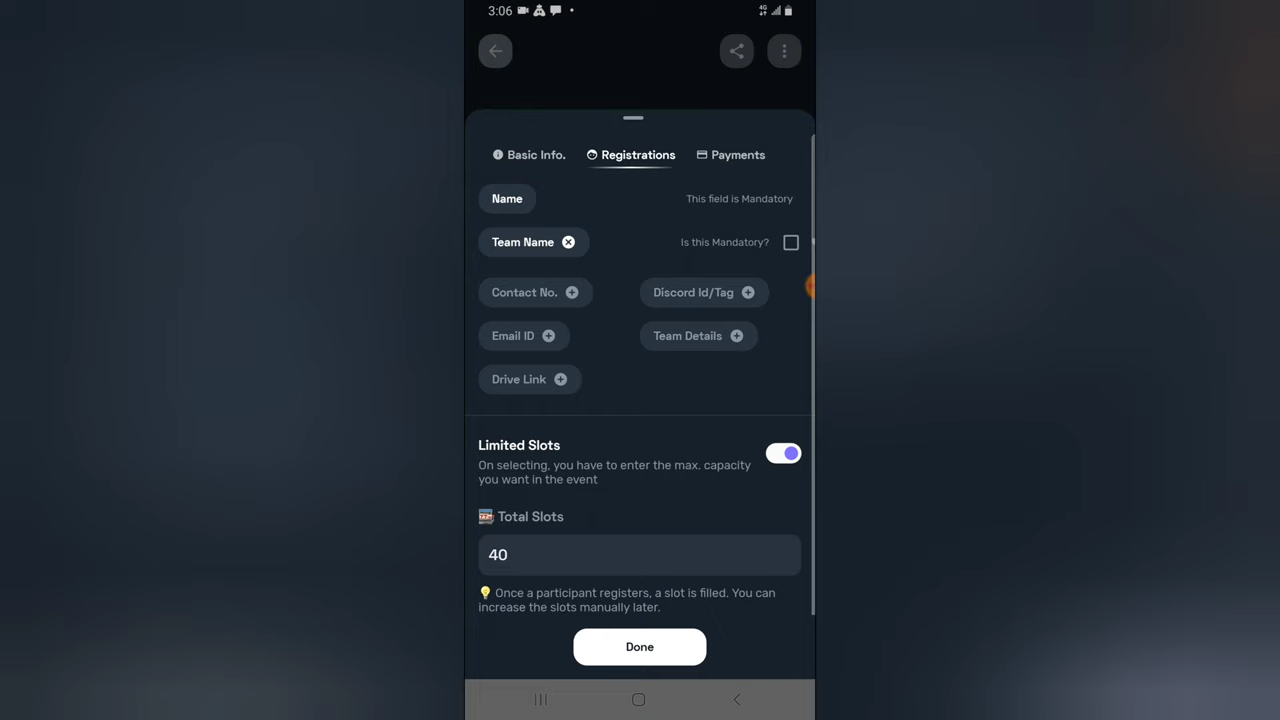 3:06
4G
Basic Info.
Registrations
Payments
Name
This field is Mandatory
Team Name
Is this Mandatory?
Contact No.
Discord Id/Tag
Email ID
Team Details
Drive Link
Limited Slots
On selecting, you have to enter the max. capacity
you want in the event
Total Slots
40
Once a participant registers, a slot is filled. You can
increase the slots manually later.
Done